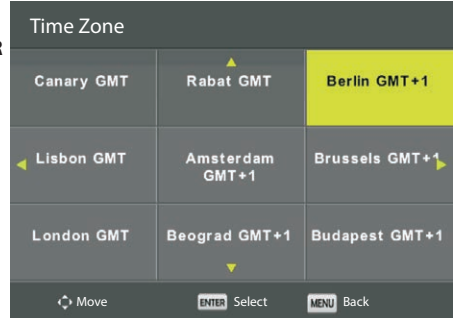 Time Zone
R
Canary GMT
Rabat GMT
Berlin GMT+1
Lisbon GMT
Amsterdam
GMT+1
Brussels GMT+1
London GMT
Beograd GMT+1
Budapest GMT+1
Move
ENTER Select
MENU Back